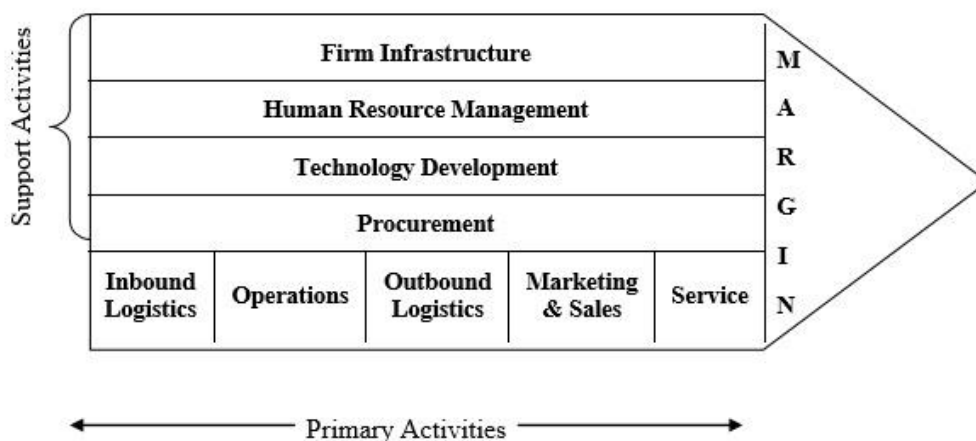 Support Activities
Firm Infrastructure
Human Resource Management
Technology Development
Procurement
Inbound
Logistics
Operations
Outbound
Logistics
Marketing
& Sales
Service
M
A
R
G
I
N
Primary Activities